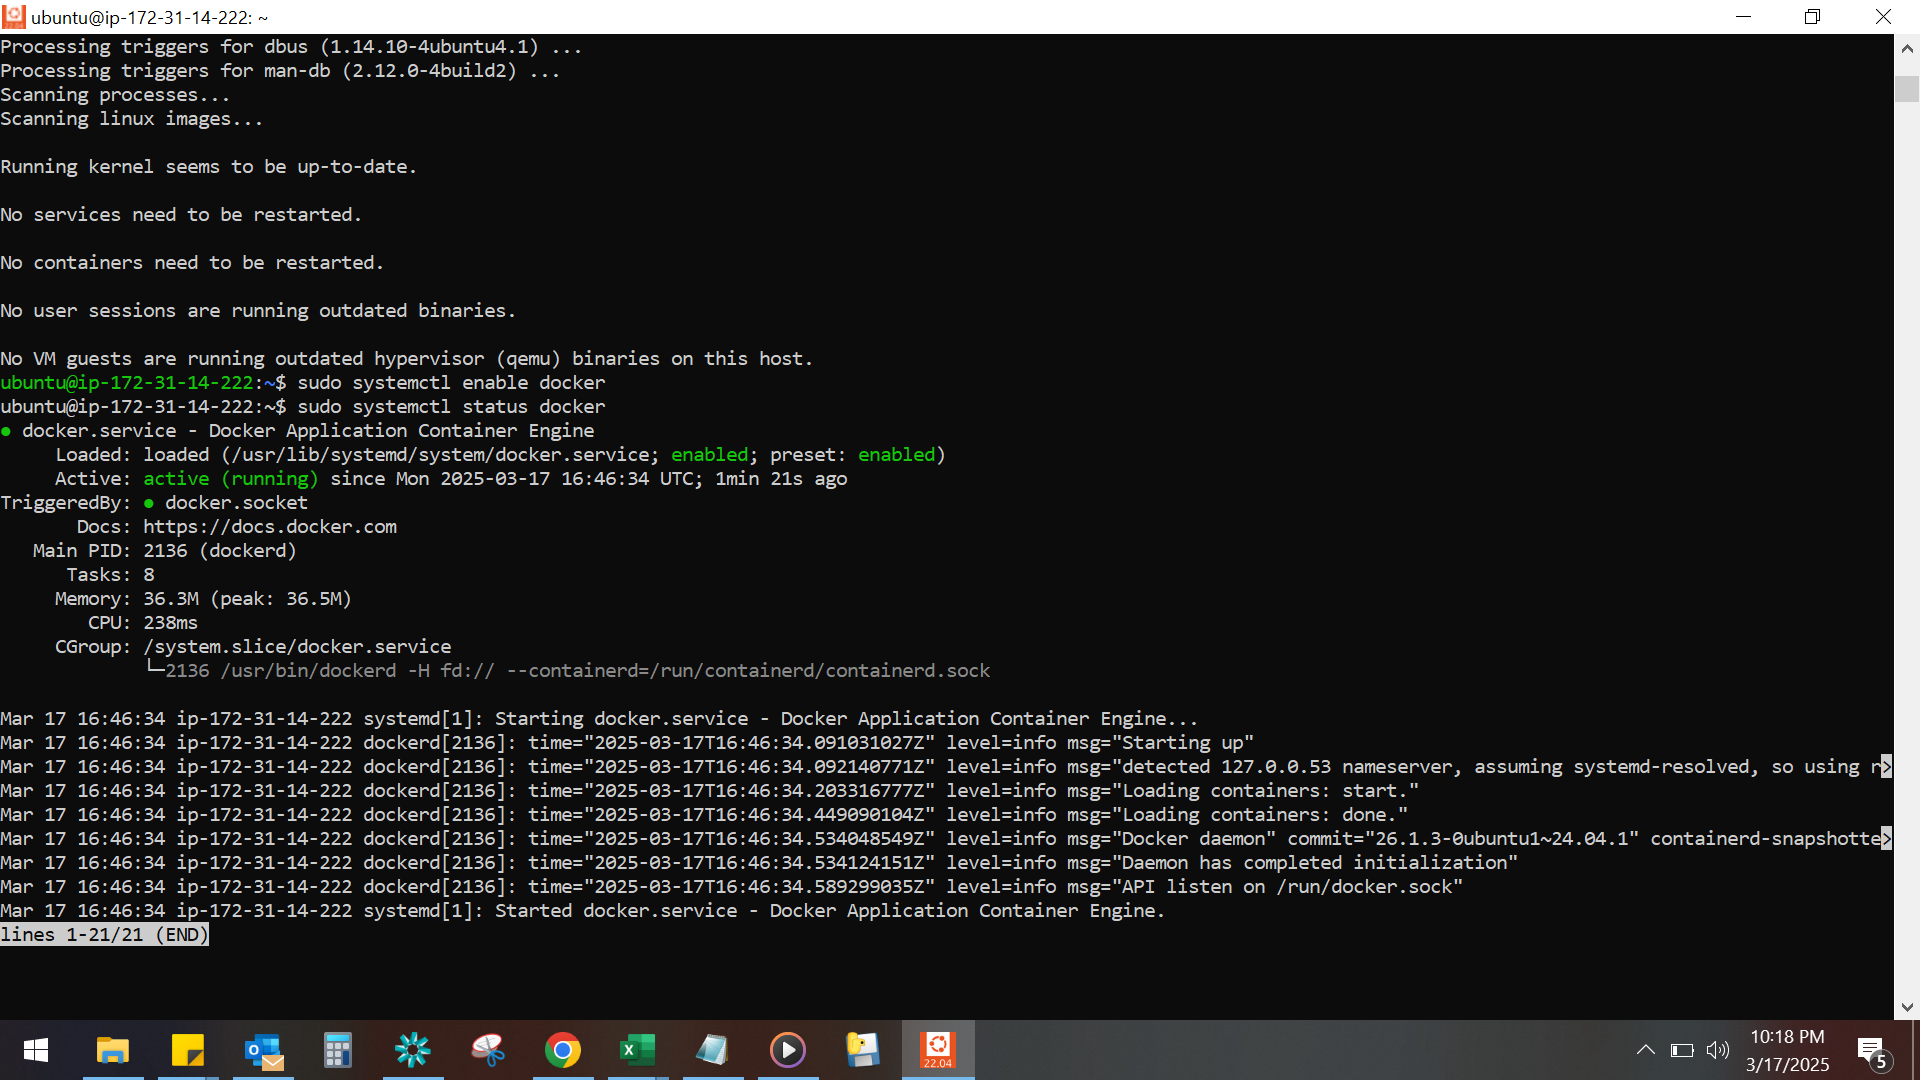 ubuntu@ip-172-31-14-222: ~
Processing triggers for dbus (1.14.10-4ubuntu4.1) ...
Processing triggers for man-db (2.12.0-4build2) ...
Scanning processes...
Scanning linux images...
Running kernel seems to be up-to-date.
No services need to be restarted.
No containers need to be restarted.
No user sessions are running outdated binaries.
No VM guests are running outdated hypervisor (qemu) binaries on this host.
ubuntu@ip-172-31-14-222:~$ sudo systemctl enable docker
ubuntu@ip-172-31-14-222:~$ sudo systemctl status docker
● docker.service - Docker Application Container Engine
Loaded: loaded (/usr/lib/systemd/system/docker.service; enabled; preset: enabled)
Active: active (running) since Mon 2025-03-17 16:46:34 UTC; 1min 21s ago
TriggeredBy: ● docker.socket
Docs: https://docs.docker.com
Main PID: 2136 (dockerd)
Tasks: 8
Memory: 36.3M (peak: 36.5M)
CPU: 238ms
CGroup: /system.slice/docker.service
└─2136 /usr/bin/dockerd -H fd:// --containerd=/run/containerd/containerd.sock
Mar 17 16:46:34 ip-172-31-14-222 systemd[1]: Starting docker.service - Docker Application Container Engine...
Mar 17 16:46:34 ip-172-31-14-222 dockerd[2136]: time="2025-03-17T16:46:34.091031027Z" level=info msg="Starting up"
Mar 17 16:46:34 ip-172-31-14-222 dockerd[2136]: time="2025-03-17T16:46:34.092140771Z" level=info msg="detected 127.0.0.53 nameserver, assuming systemd-resolved, so using r>
Mar 17 16:46:34 ip-172-31-14-222 dockerd[2136]: time="2025-03-17T16:46:34.203316777Z" level=info msg="Loading containers: start."
Mar 17 16:46:34 ip-172-31-14-222 dockerd[2136]: time="2025-03-17T16:46:34.449090104Z" level=info msg="Loading containers: done."
Mar 17 16:46:34 ip-172-31-14-222 dockerd[2136]: time="2025-03-17T16:46:34.534048549Z" level=info msg="Docker daemon" commit="26.1.3-0ubuntu1~24.04.1" containerd-snapshotte>
Mar 17 16:46:34 ip-172-31-14-222 dockerd[2136]: time="2025-03-17T16:46:34.534124151Z" level=info msg="Daemon has completed initialization"
Mar 17 16:46:34 ip-172-31-14-222 dockerd[2136]: time="2025-03-17T16:46:34.589299035Z" level=info msg="API listen on /run/docker.sock"
Mar 17 16:46:34 ip-172-31-14-222 systemd[1]: Started docker.service - Docker Application Container Engine.
lines 1-21/21 (END)
22.04
10:18 PM
3/17/2025
5